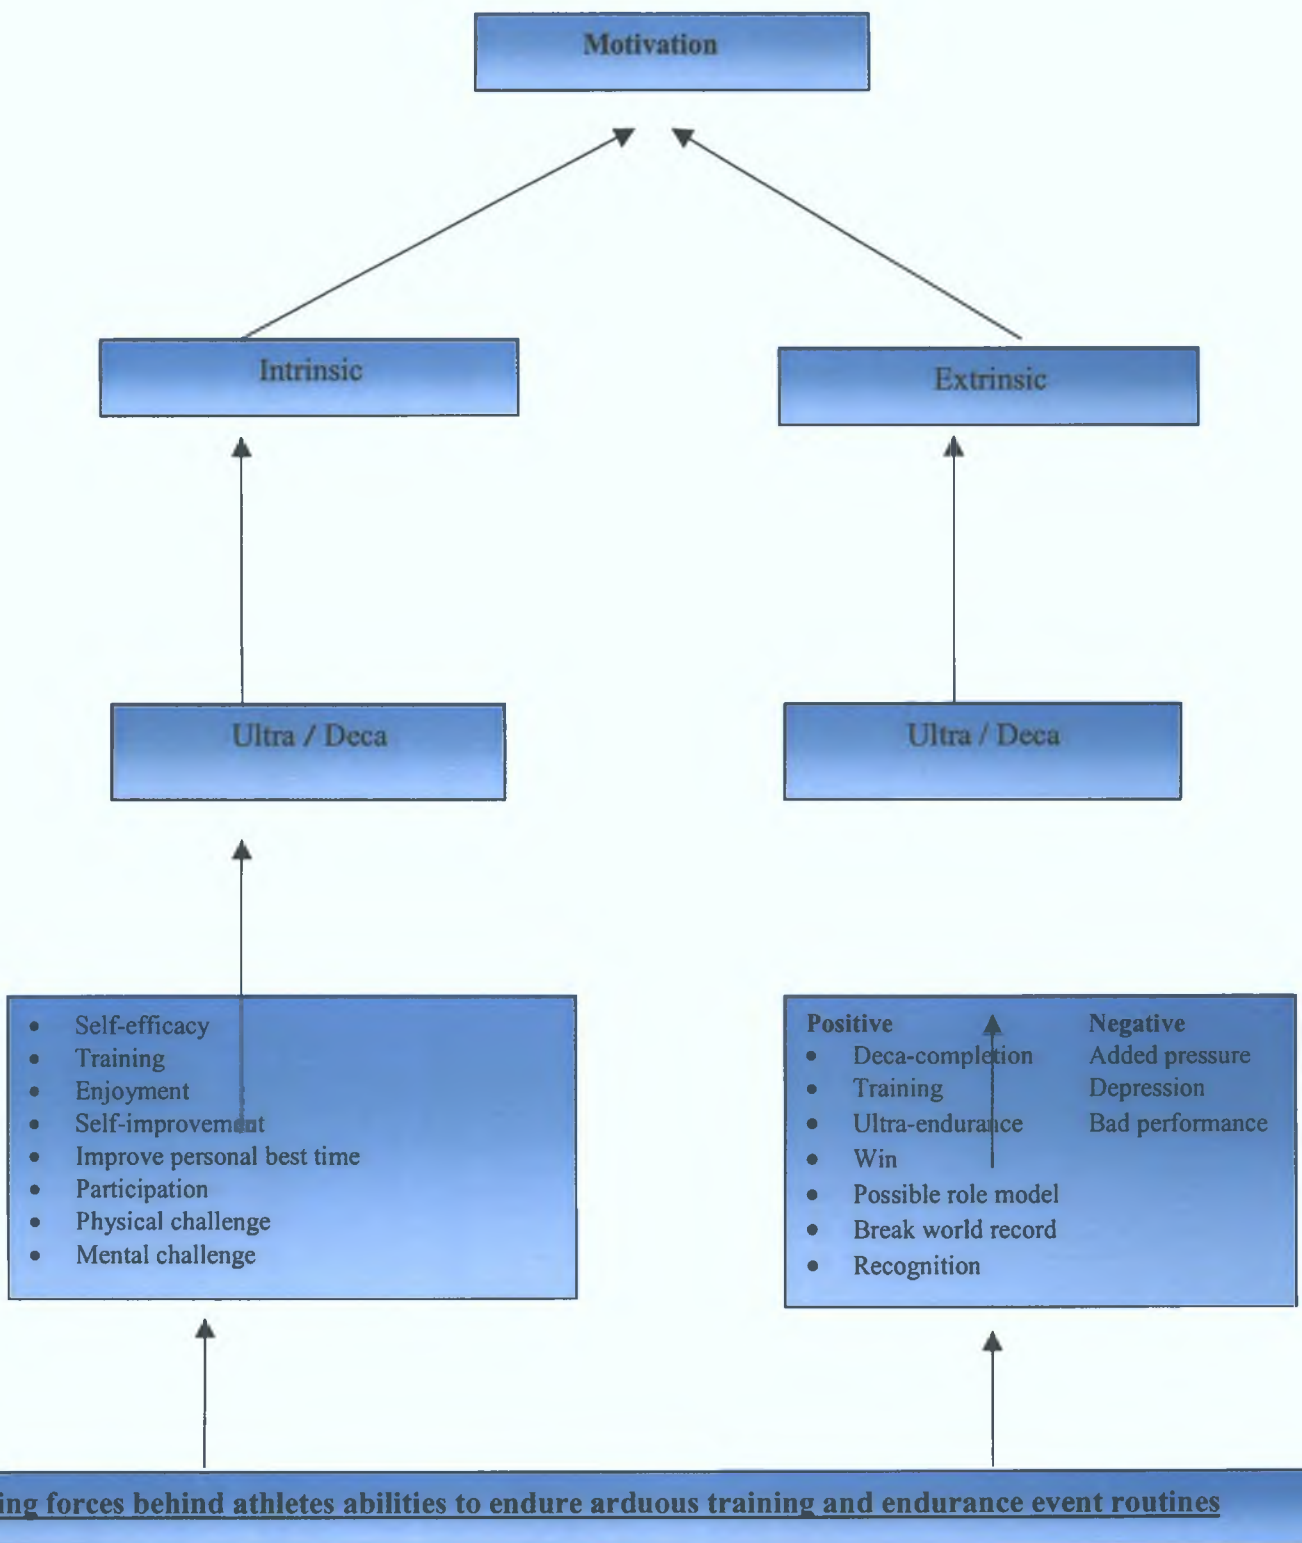 Motivation
Intrinsic
Extrinsic
Ultra / Deca
Ultra / Deca
• Self-efficacy
• Training
• Enjoyment
• Self-improvement
• Improve personal best time
• Participation
• Physical challenge
• Mental challenge
Positive Negative
• Deca-completion Added pressure
• Training Depression
• Ultra-endurance Bad performance
• Win
• Possible role model
• Break world record
• Recognition
ing forces behind athletes abilities to endure arduous training and endurance event routines